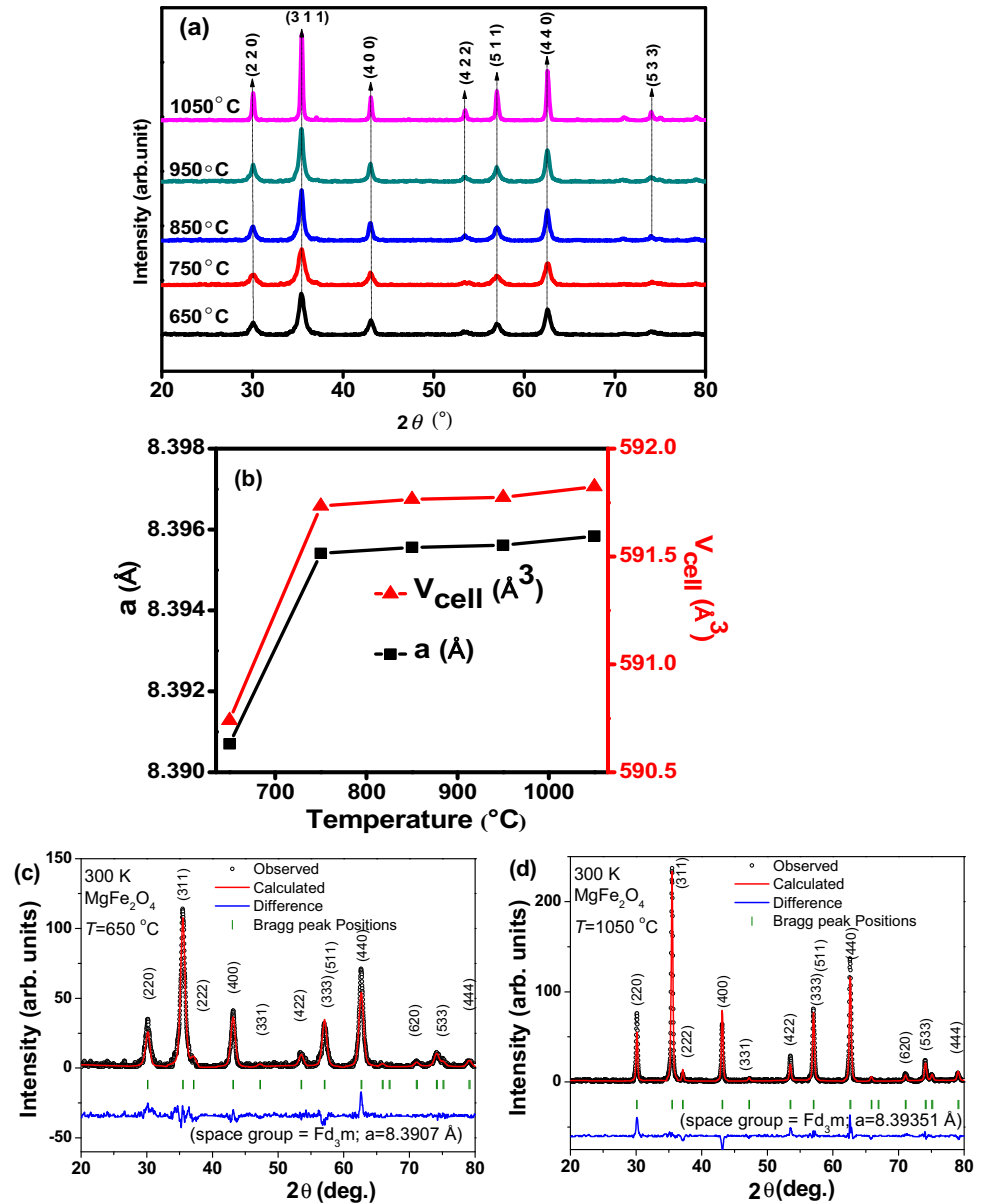 (a)
(2 2 0)
(3 1 1)
(4 0 0)
(4 2 2)
(5 1 1)
(4 4 0)
(5 3 3)
1050°C
950°C
850°C
750°C
650°C
Intensity (arb.unit)
20 30 40 50 60 70 80
2θ (°)
(b)
8.398
8.396
8.394
8.392
8.390
a (Å)
592.0
591.5
591.0
590.5
Vcell (Å³)
Vcell (Å³)
a (Å)
700 800 900 1000
Temperature (°C)
(c)
300 K
MgFe₂O₄
T=650 °C
Observed
Calculated
Difference
Bragg peak Positions
(220)
(311)
(222)
(400)
(331)
(422)
(333) (511)
(440)
(620)
(533)
(444)
150
100
50
0
-50
Intensity (arb. units)
(space group = Fd₃m; a=8.3907 Å)
20 30 40 50 60 70 80
2θ (deg.)
(d)
300 K
MgFe₂O₄
T=1050 °C
Observed
Calculated
Difference
Bragg peak Positions
(220)
(311)
(222)
(400)
(331)
(422)
(333) (511)
(440)
(620)
(533)
(444)
200
100
0
Intensity (arb. units)
(space group = Fd₃m; a=8.39351 Å)
20 30 40 50 60 70 80
2θ(deg.)